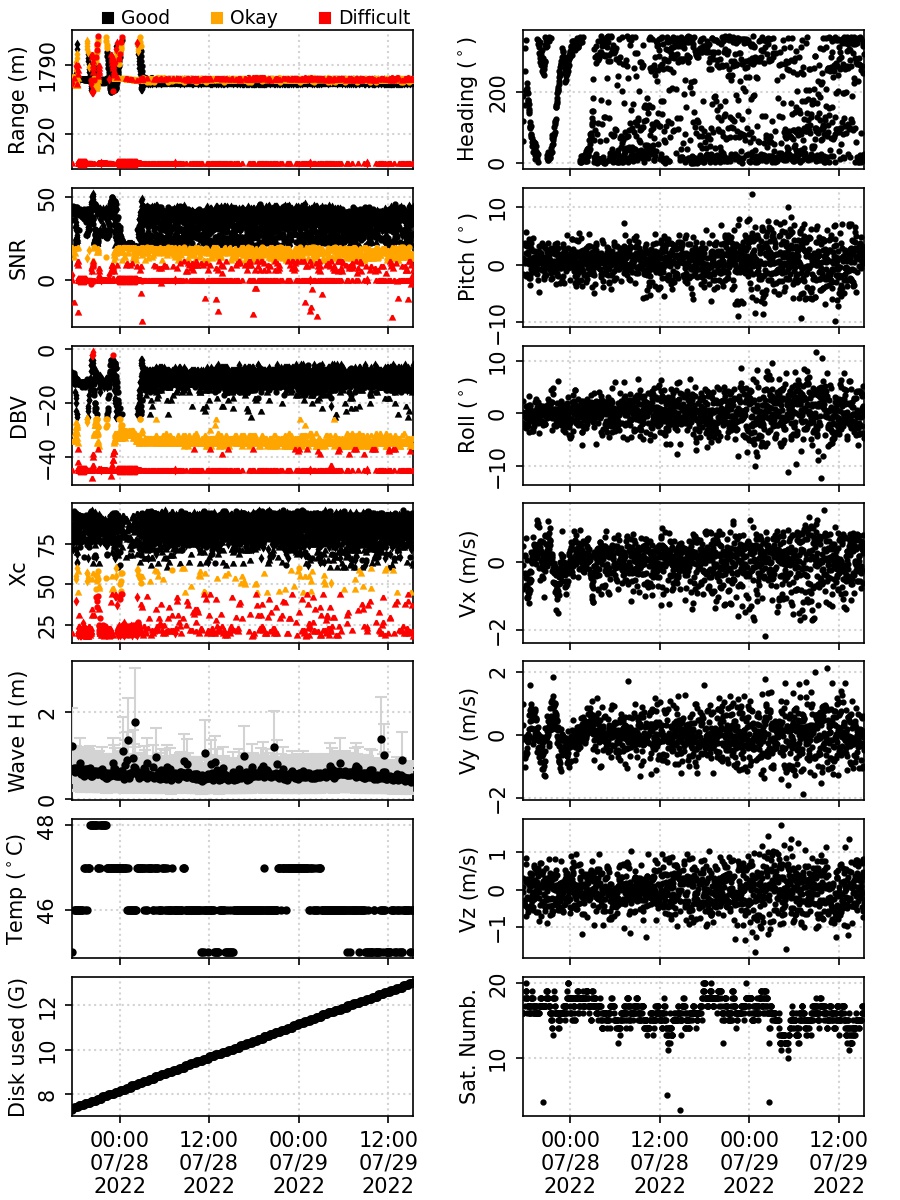 Good Okay Difficult
Range (m)
1790
520
Heading (°)
200
0
SNR
50
0
Pitch (°)
10
0
−10
DBV
0
−20
−40
Roll (°)
10
0
−10
Xc
75
50
25
Vx (m/s)
0
−2
Wave H (m)
2
0
Vy (m/s)
2
0
−2
Temp (°C)
48
46
Vz (m/s)
1
0
−1
Disk used (G)
12
10
8
Sat. Numb.
20
10
00:00 12:00 00:00 12:00
07/28 07/28 07/29 07/29
2022 2022 2022 2022
00:00 12:00 00:00 12:00
07/28 07/28 07/29 07/29
2022 2022 2022 2022